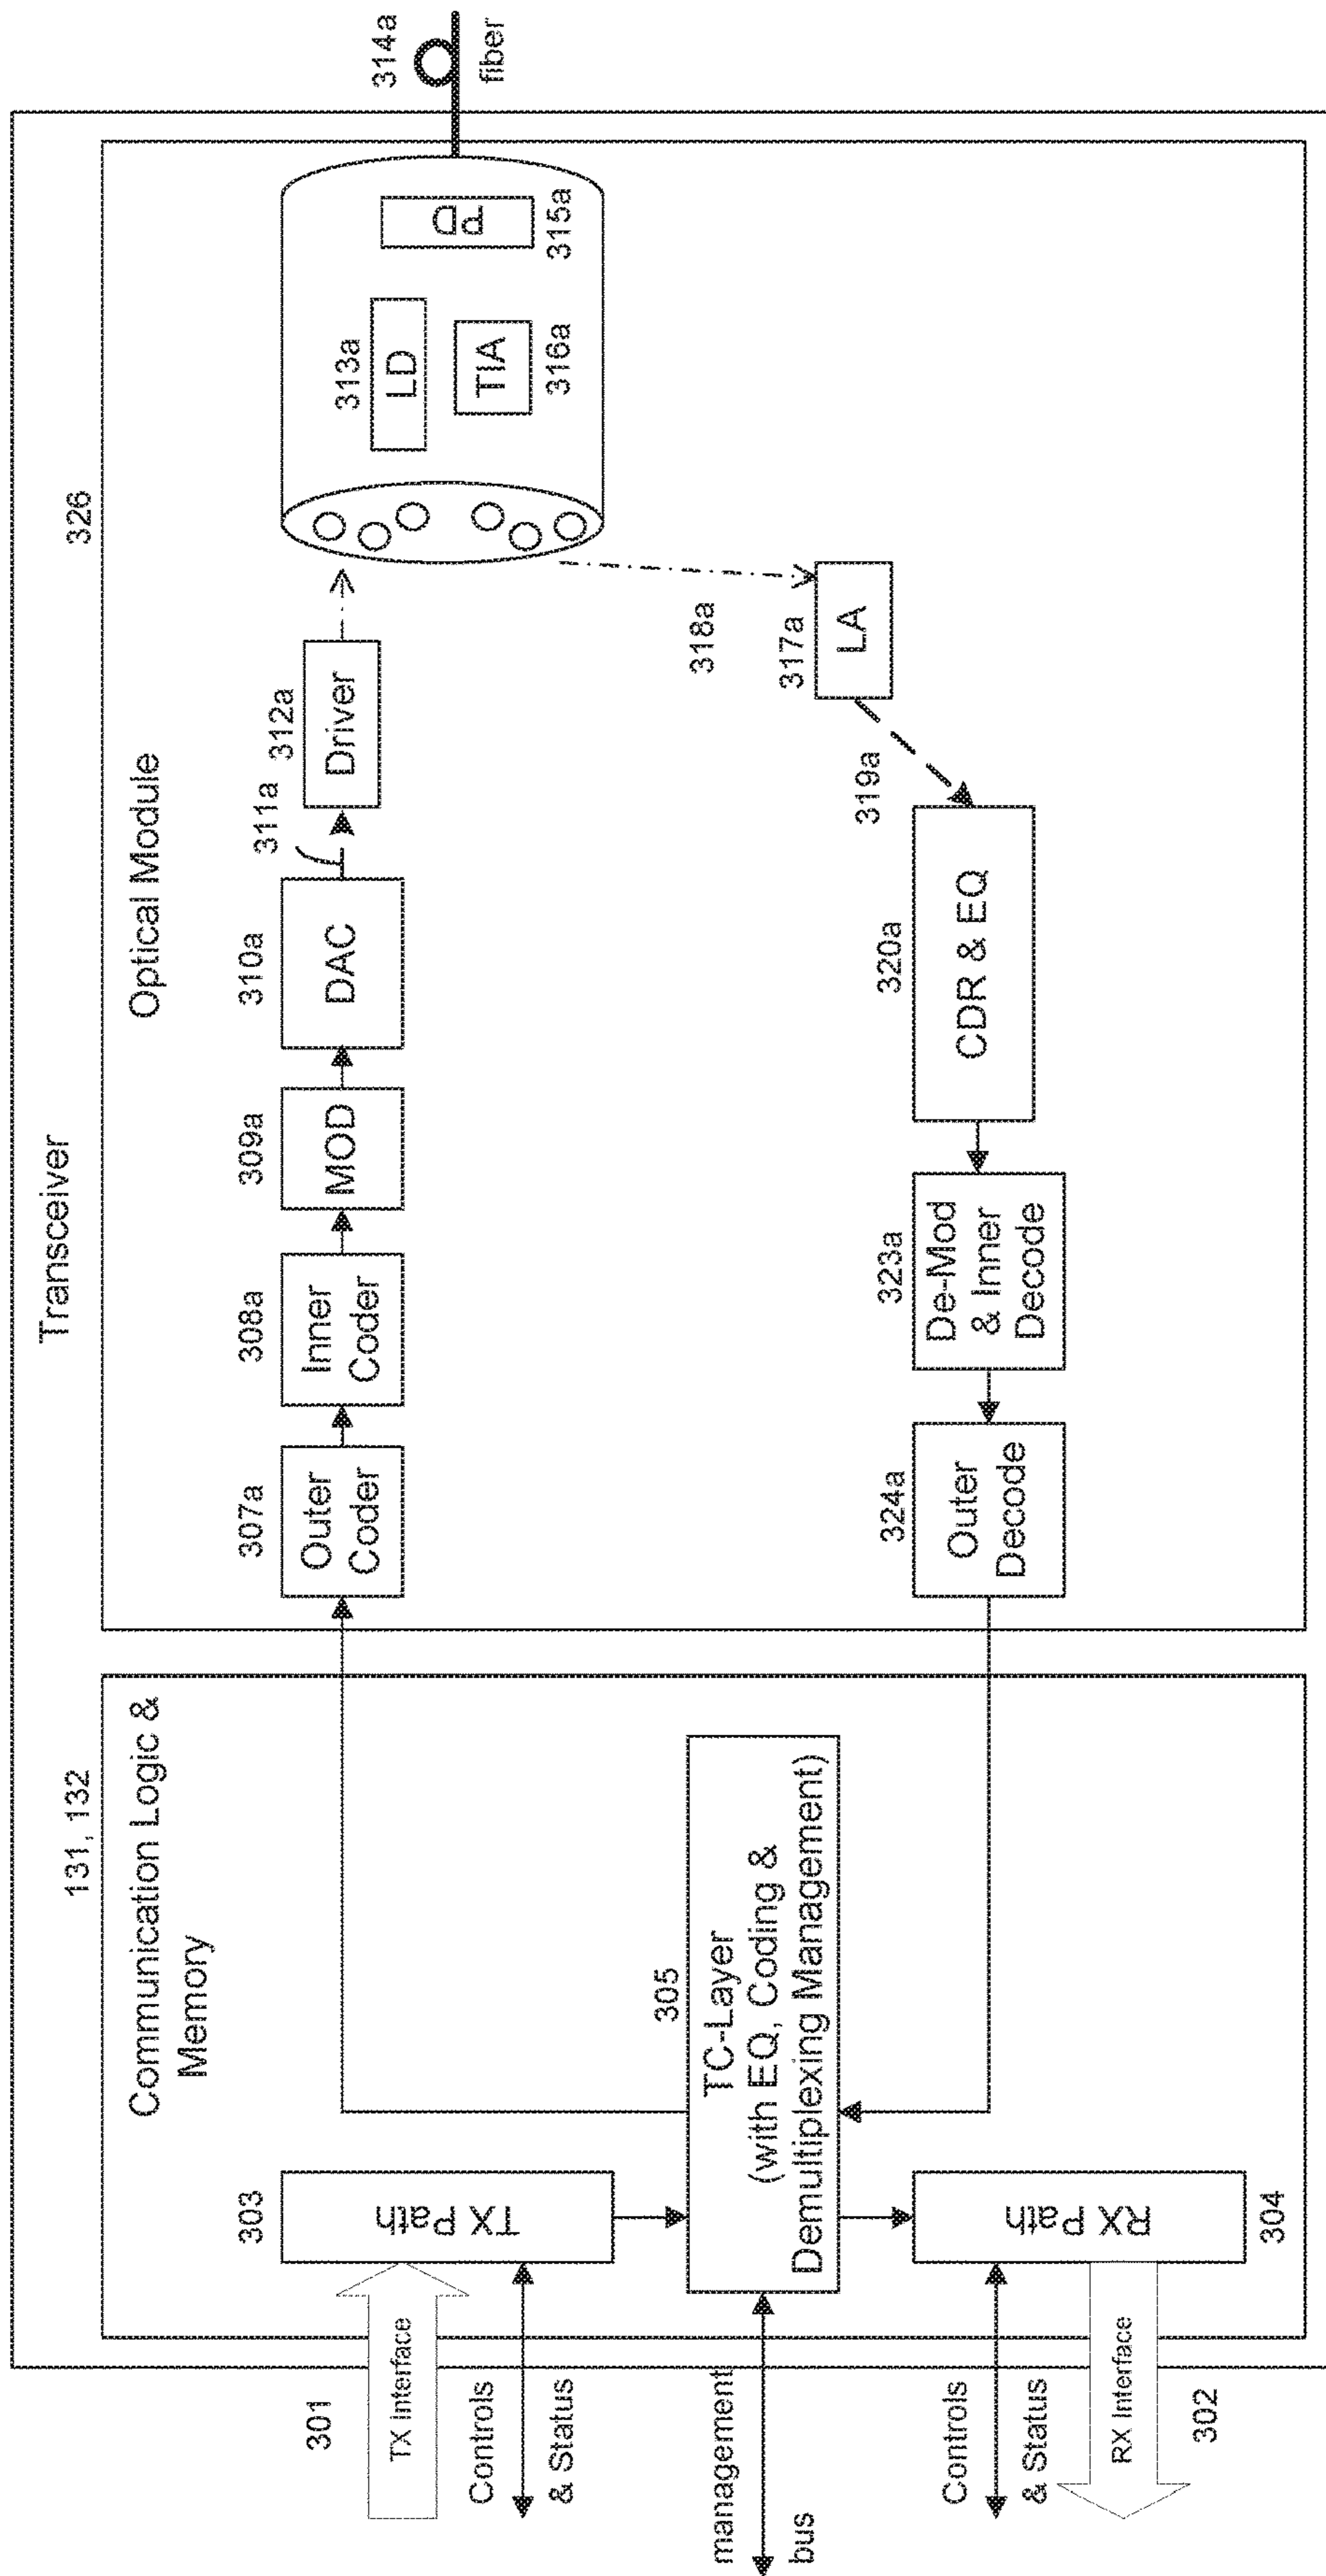 Transceiver
131, 132
Communication Logic &
Memory
301
TX Interface
Controls
& Status
management
bus
Controls
& Status
RX Interface
302
303
TX Path
305
TC-Layer
(with EQ, Coding &
Demultiplexing Management)
RX Path
304
326
Optical Module
307a
Outer
Coder
308a
Inner
Coder
309a
MOD
310a
DAC
311a
312a
Driver
313a
LD
TIA
316a
PD
315a
314a
fiber
318a
317a
LA
319a
320a
CDR & EQ
323a
De-Mod
& Inner
Decode
324a
Outer
Decode